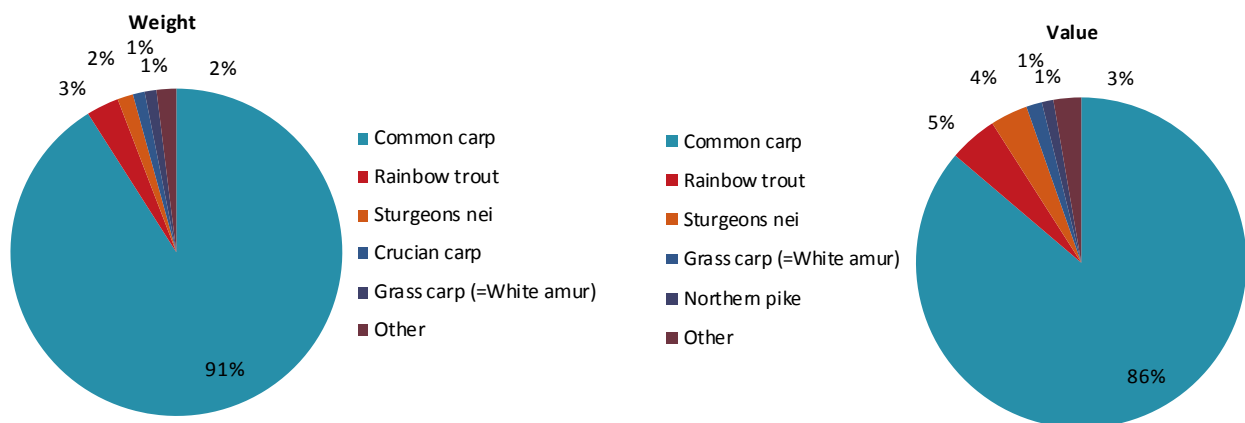 Weight
1%
2%
1%
2%
3%
91%
Common carp
Rainbow trout
Sturgeons nei
Crucian carp
Grass carp (=White amur)
Other
Value
1%
4%
1%
3%
5%
86%
Common carp
Rainbow trout
Sturgeons nei
Grass carp (=White amur)
Northern pike
Other